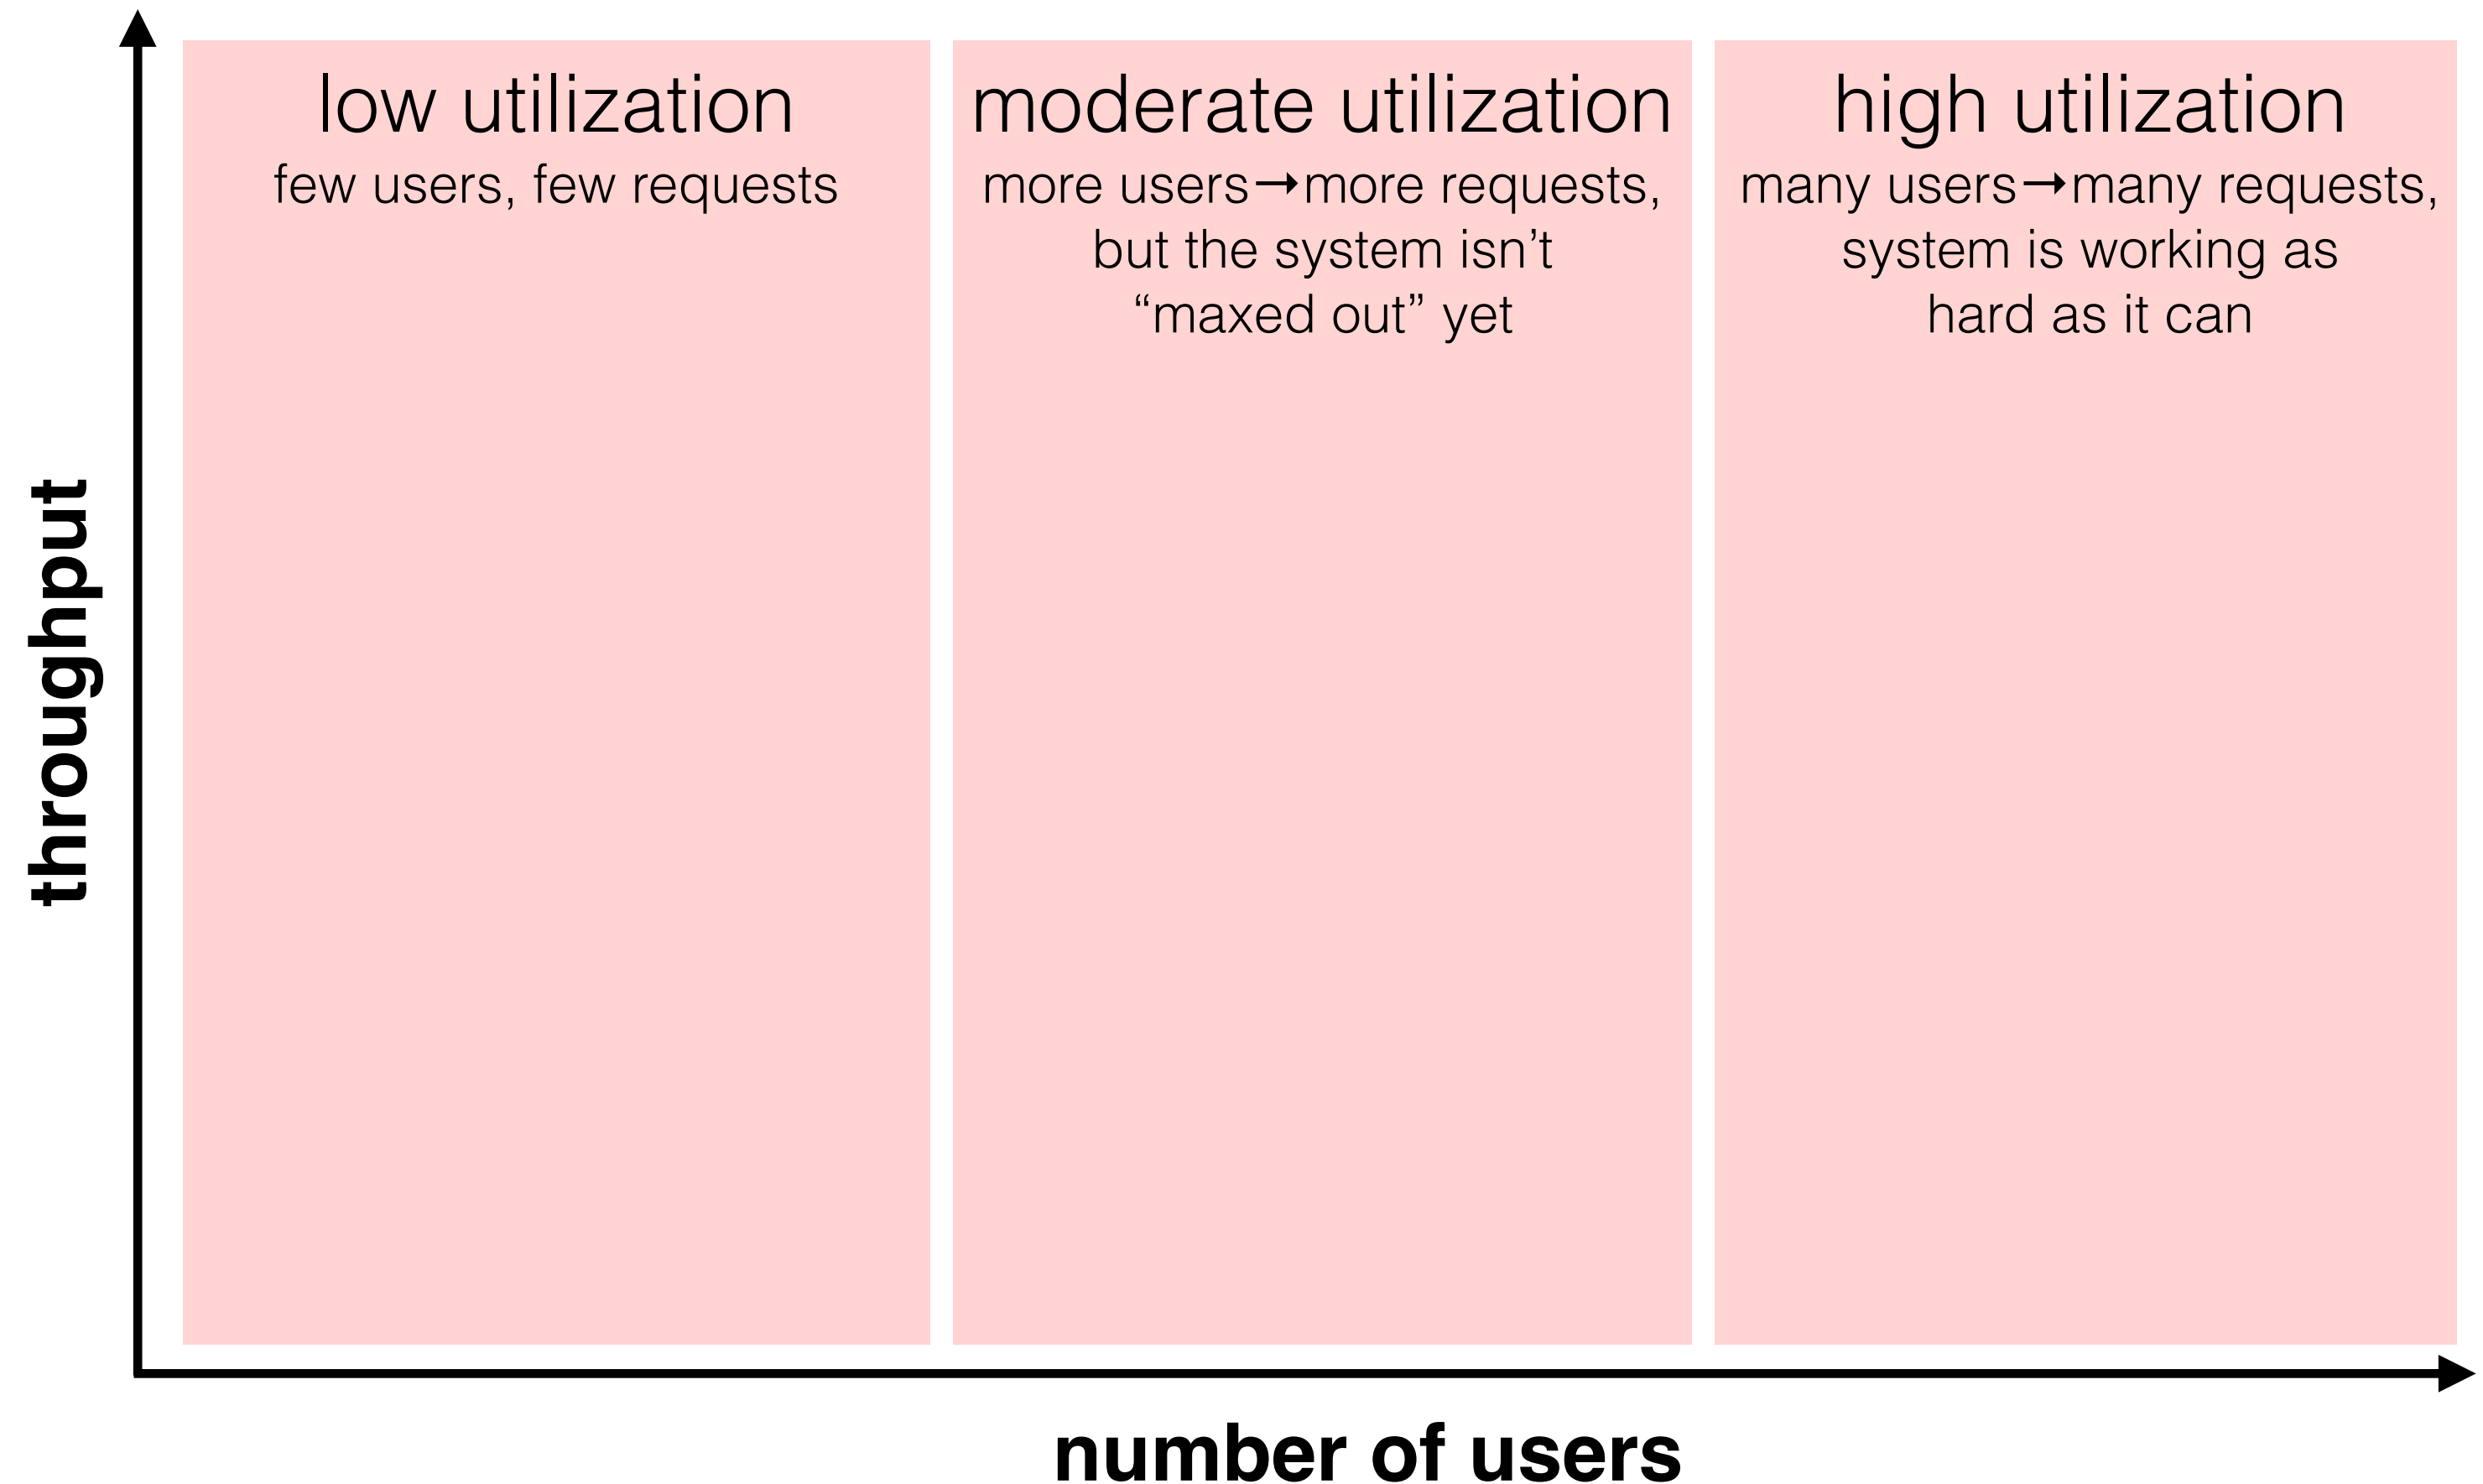 low utilization
few users, few requests
moderate utilization
more users→more requests,
but the system isn’t
“maxed out” yet
high utilization
many users→many requests,
system is working as
hard as it can
throughput
number of users